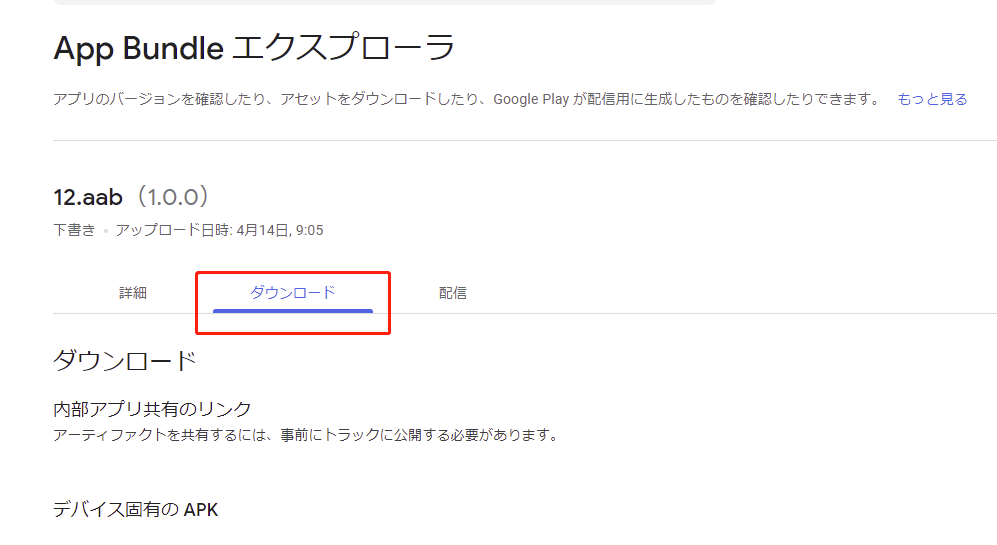 App Bundle エクスプローラ
アプリのバージョンを確認したり、アセットをダウンロードしたり、Google Play が配信用に生成したものを確認したりできます。 もっと見る
12.aab（1.0.0）
下書き • アップロード日時: 4月14日, 9:05
詳細 ダウンロード 配信
ダウンロード
内部アプリ共有のリンク
アーティファクトを共有するには、事前にトラックに公開する必要があります。
デバイス固有の APK